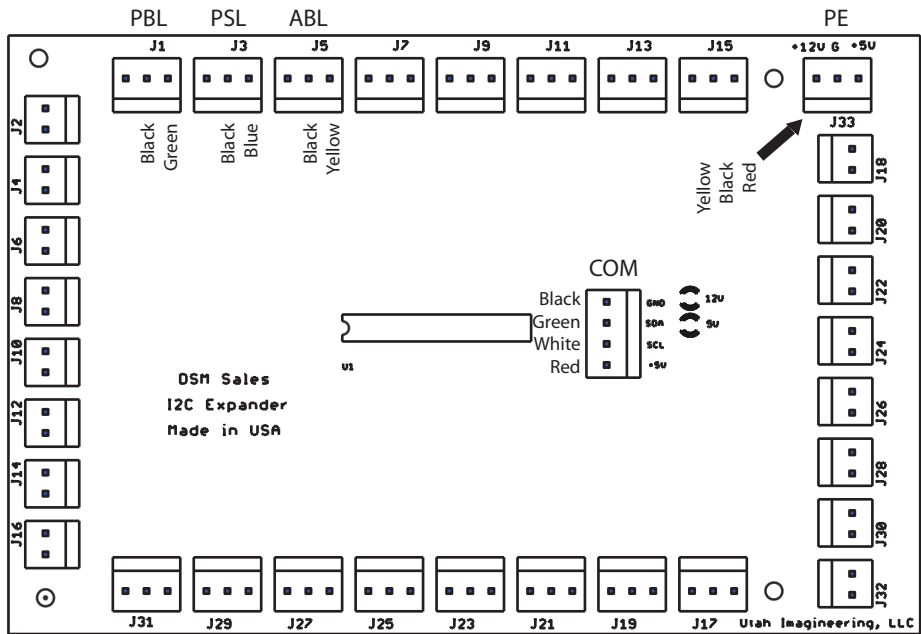 PBL PSL ABL PE
J1 J3 J5 J7 J9 J11 J13 J15 +12V G +5V
J33
Black
Green
Black
Blue
Black
Yellow
Yellow
Black
Red
J2
J4
J6
J8
J10
J12
J14
J16
J18
J20
J22
J24
J26
J28
J30
J32
COM
Black GND 12V
Green SDA 5V
White SCL
Red +5V
U1
DSM Sales
I2C Expander
Made in USA
J31 J29 J27 J25 J23 J21 J19 J17 Utah Imagineering, LLC